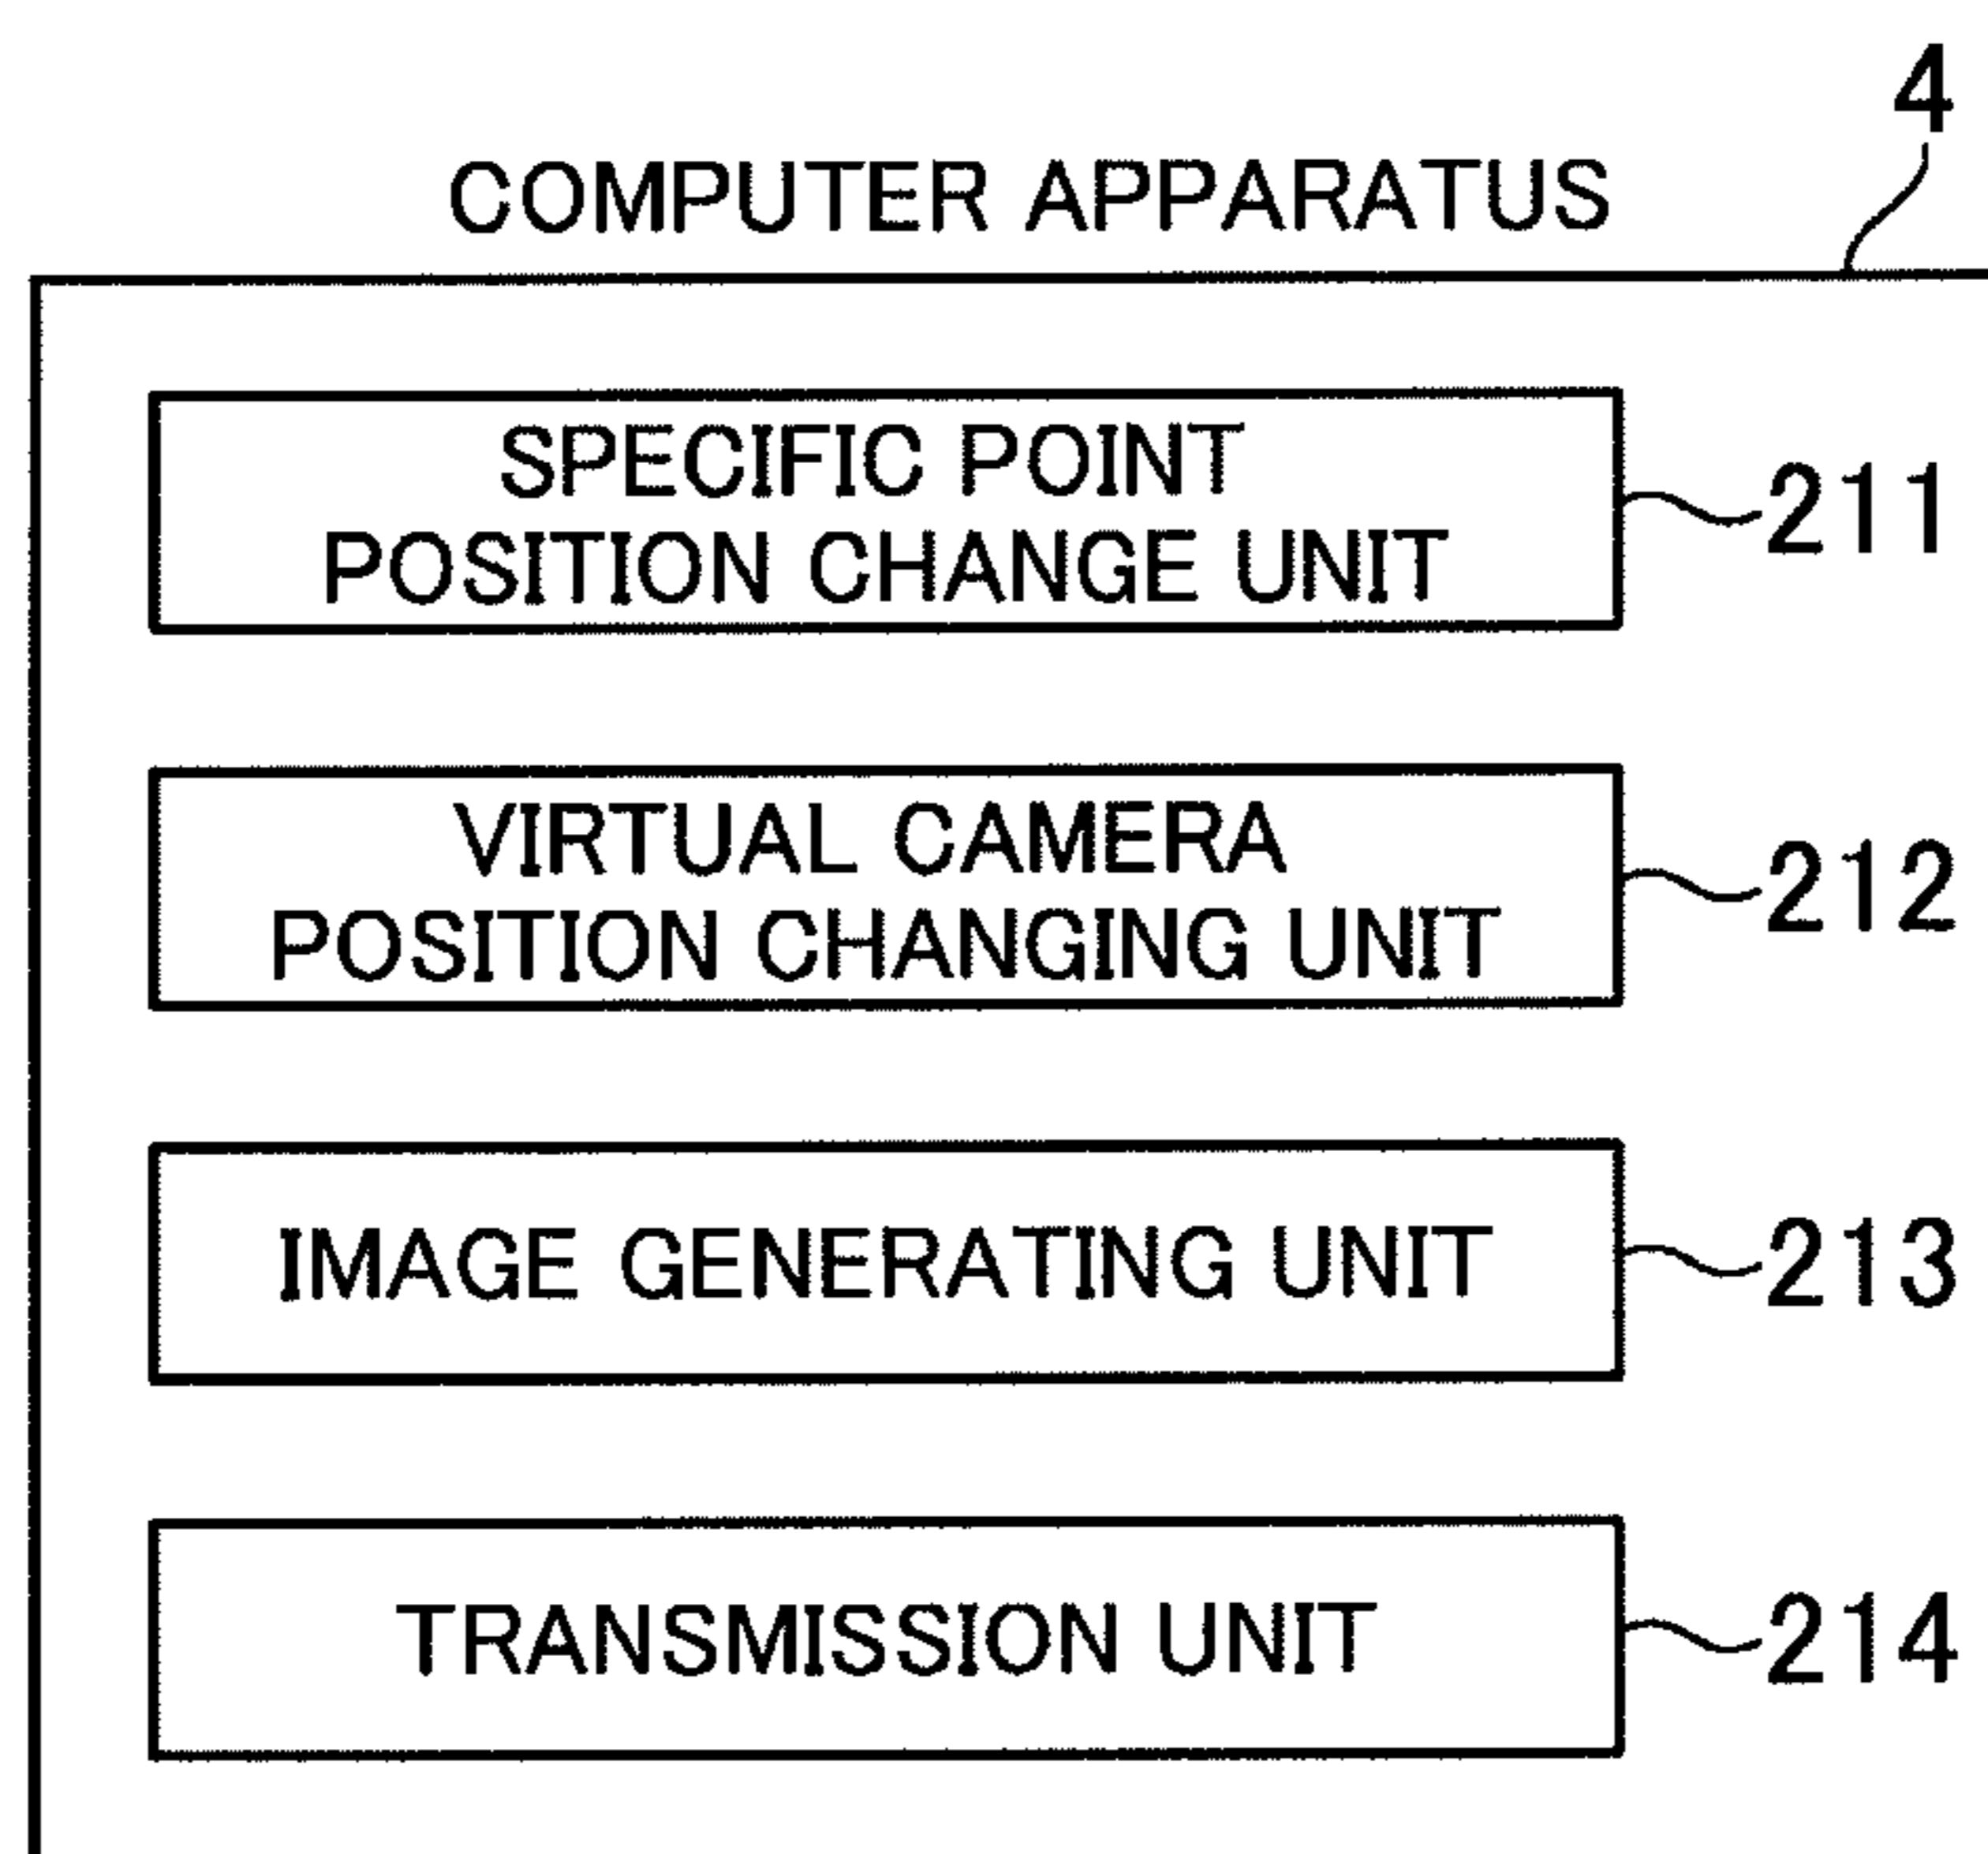 4
COMPUTER APPARATUS
SPECIFIC POINT
POSITION CHANGE UNIT
211
VIRTUAL CAMERA
POSITION CHANGING UNIT
212
IMAGE GENERATING UNIT
213
TRANSMISSION UNIT
214